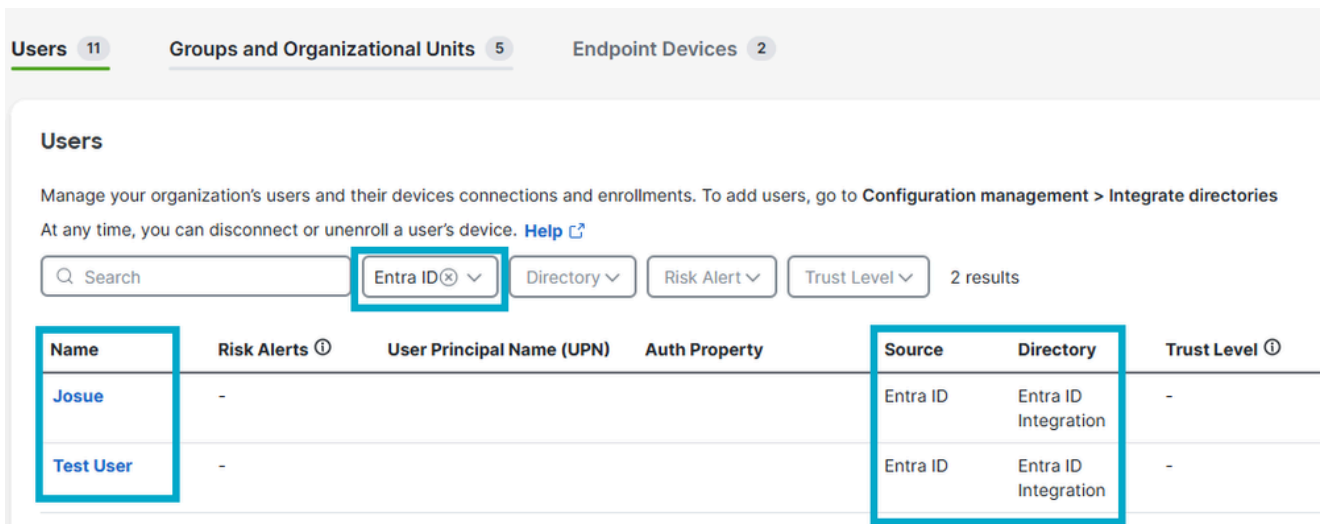 Users 11 Groups and Organizational Units 5 Endpoint Devices 2
Users
Manage your organization's users and their devices connections and enrollments. To add users, go to Configuration management > Integrate directories
At any time, you can disconnect or unenroll a user's device. Help
Search Entra ID Directory Risk Alert Trust Level 2 results
Name Risk Alerts User Principal Name (UPN) Auth Property Source Directory Trust Level
Josue - Entra ID Entra ID -
Integration
Test User - Entra ID Entra ID -
Integration